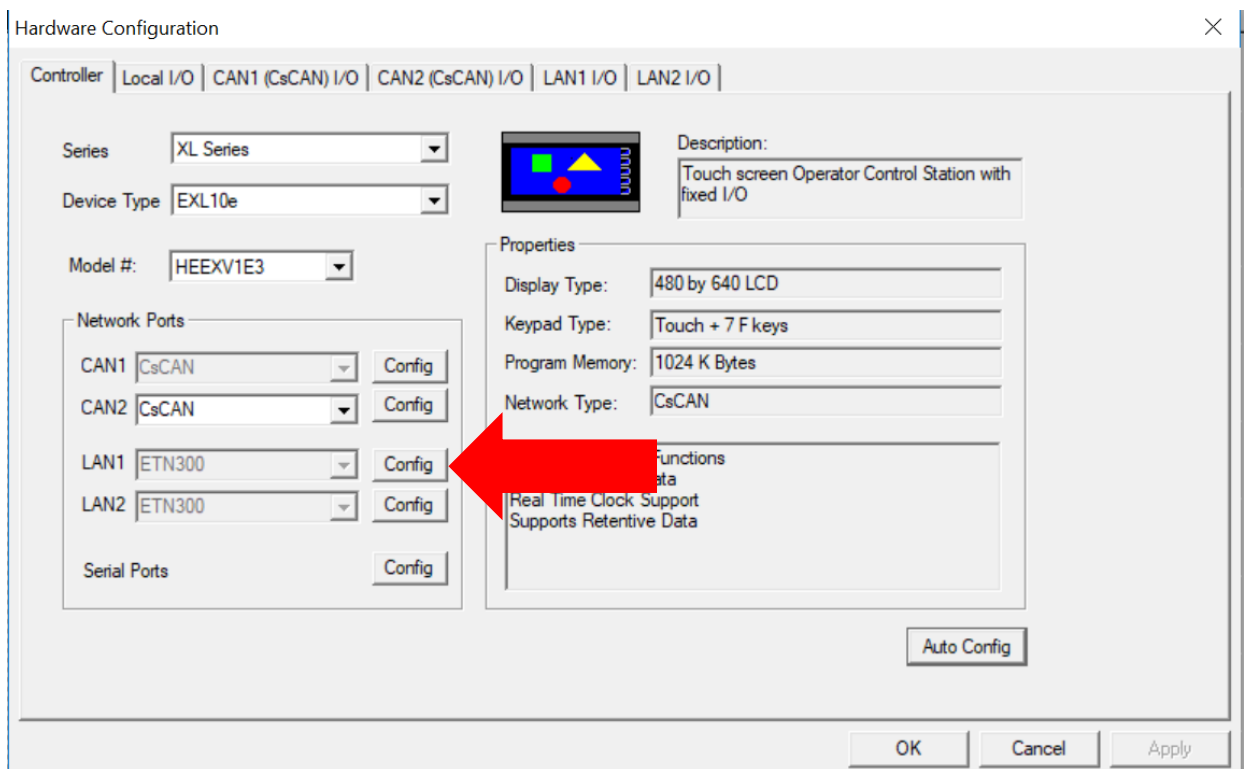 Hardware Configuration
Controller
Local I/O
CAN1 (CsCAN) I/O
CAN2 (CsCAN) I/O
LAN1 I/O
LAN2 I/O
Series
XL Series
Device Type
EXL10e
Model #:
HEEXV1E3
Description:
Touch screen Operator Control Station with
fixed I/O
Network Ports
CAN1
CsCAN
Config
CAN2
CsCAN
Config
LAN1
ETN300
Config
LAN2
ETN300
Config
Serial Ports
Config
Properties
Display Type:
480 by 640 LCD
Keypad Type:
Touch + 7 F keys
Program Memory:
1024 K Bytes
Network Type:
CsCAN
Functions
Real Time Clock Support
Supports Retentive Data
Auto Config
OK
Cancel
Apply